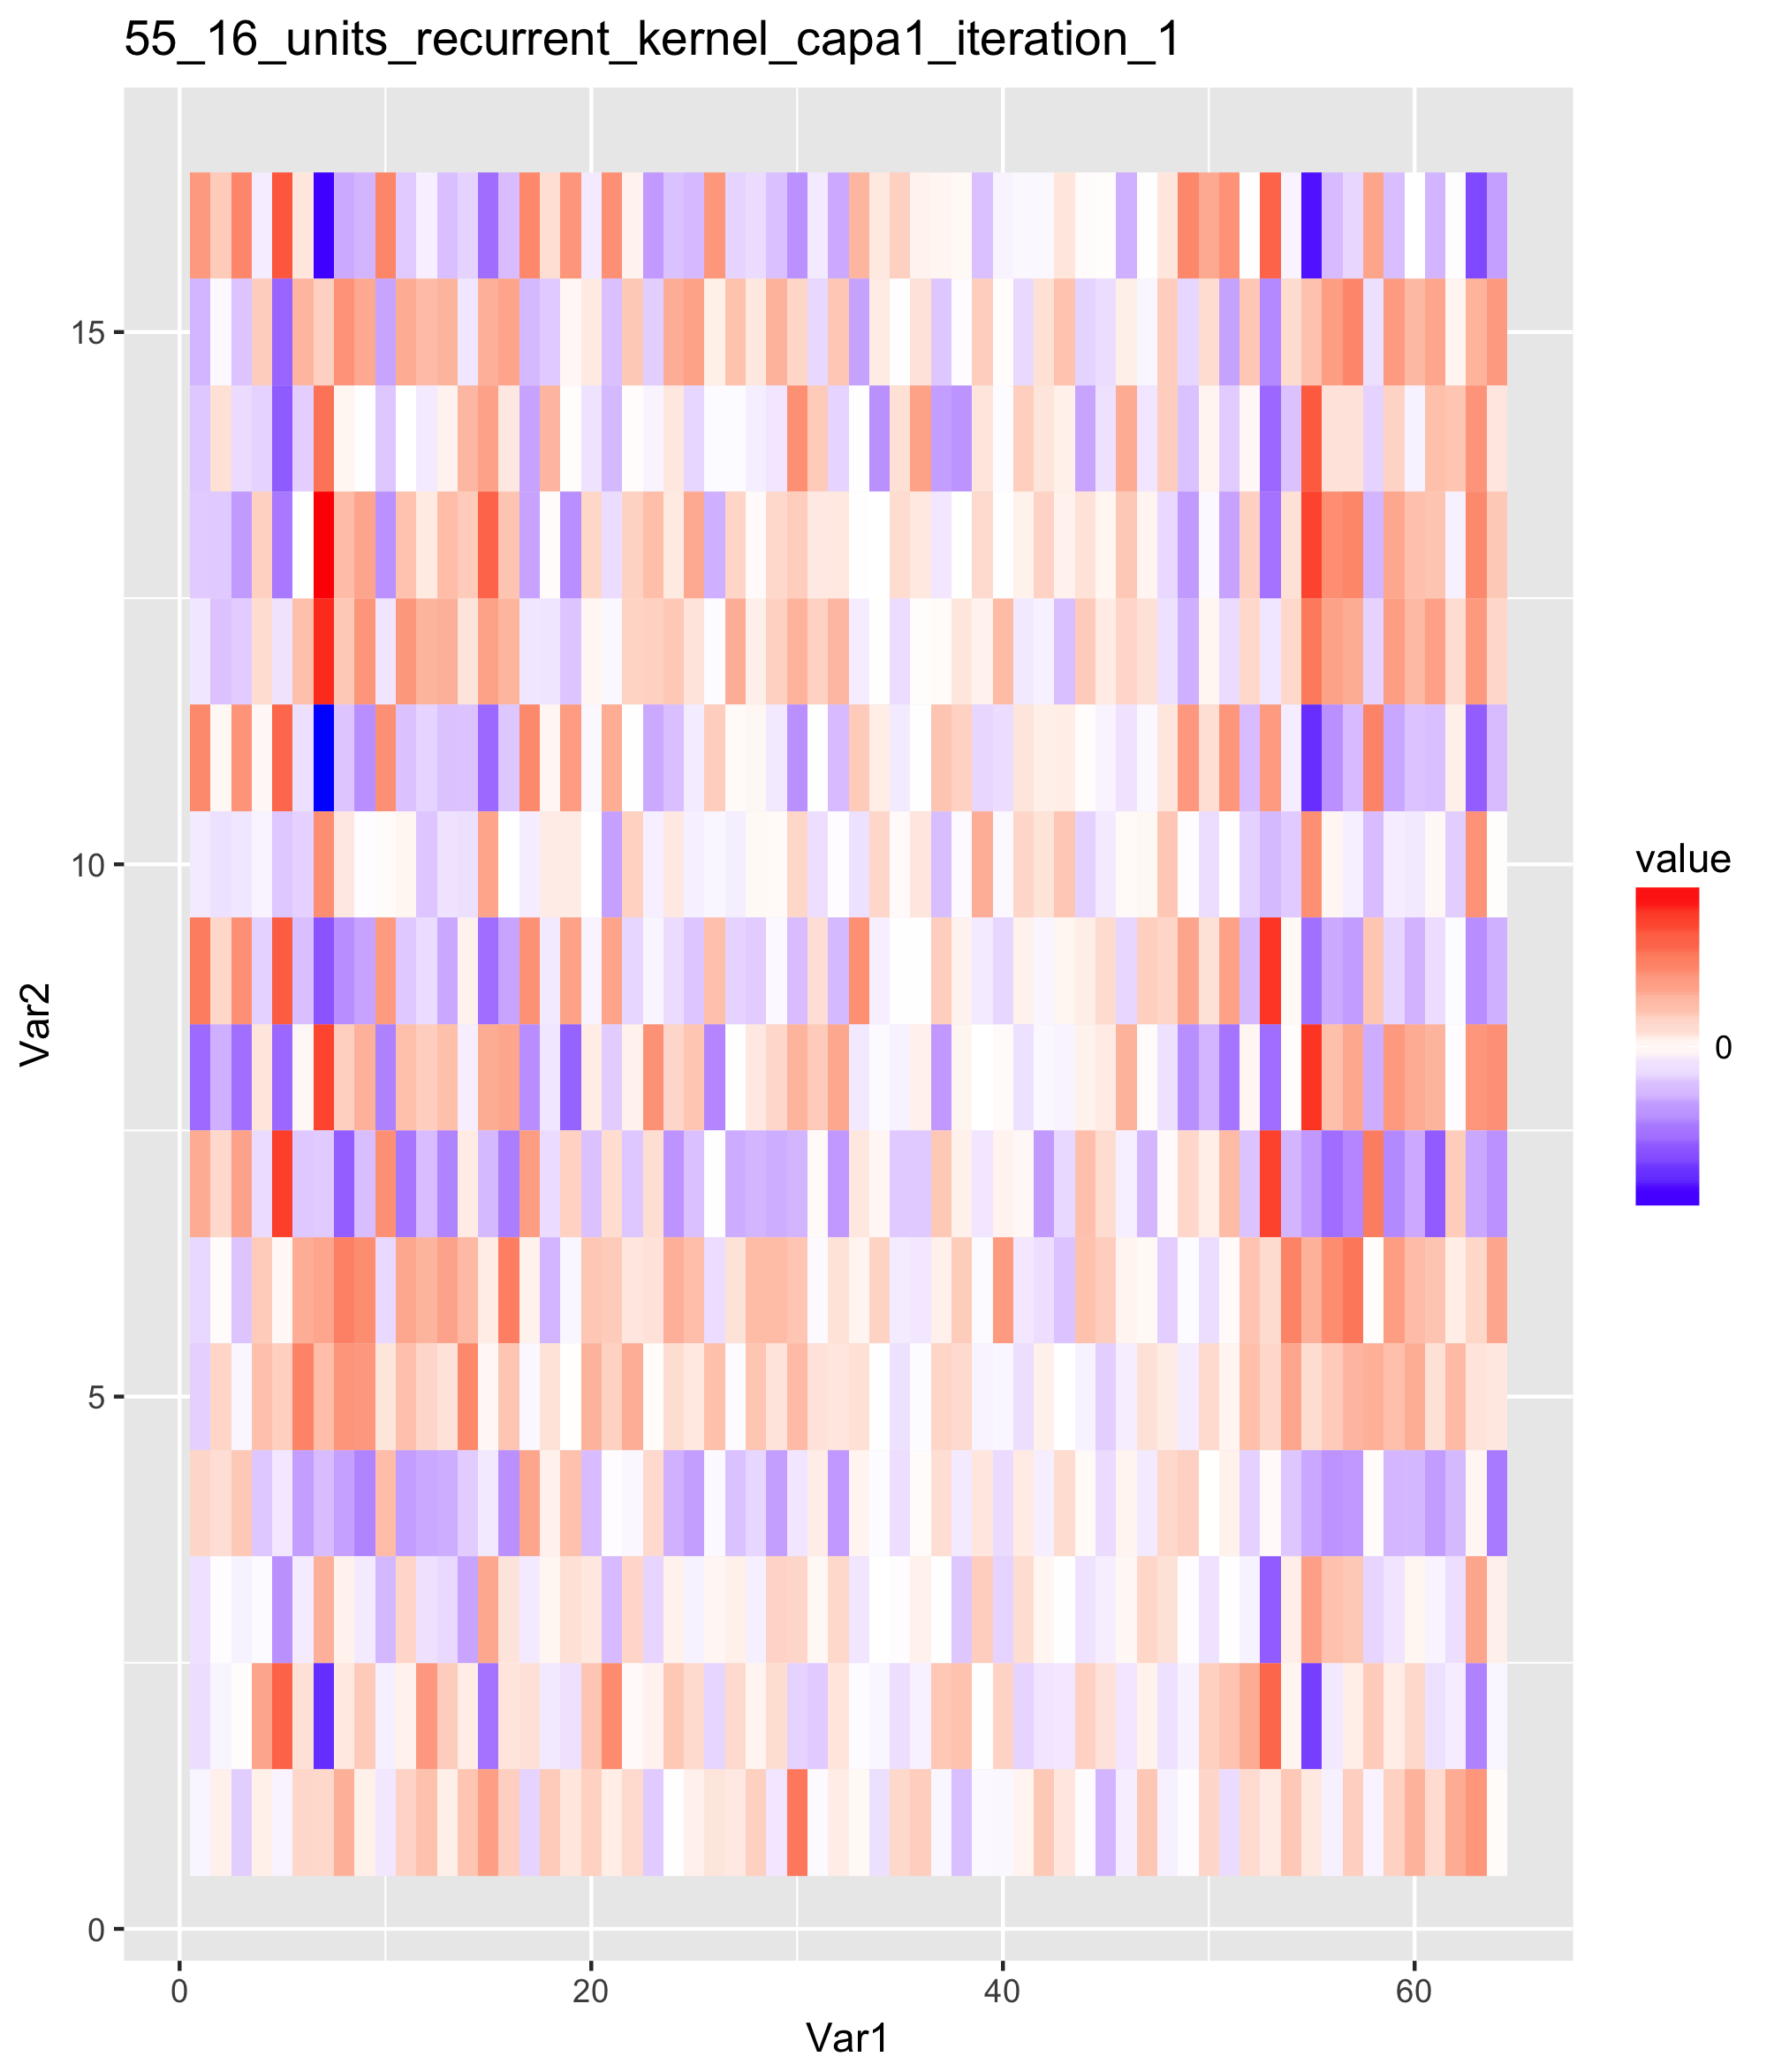 55_16_units_recurrent_kernel_capa1_iteration_1
15
10
5
0
0
20
40
60
Var1
Var2
value
0